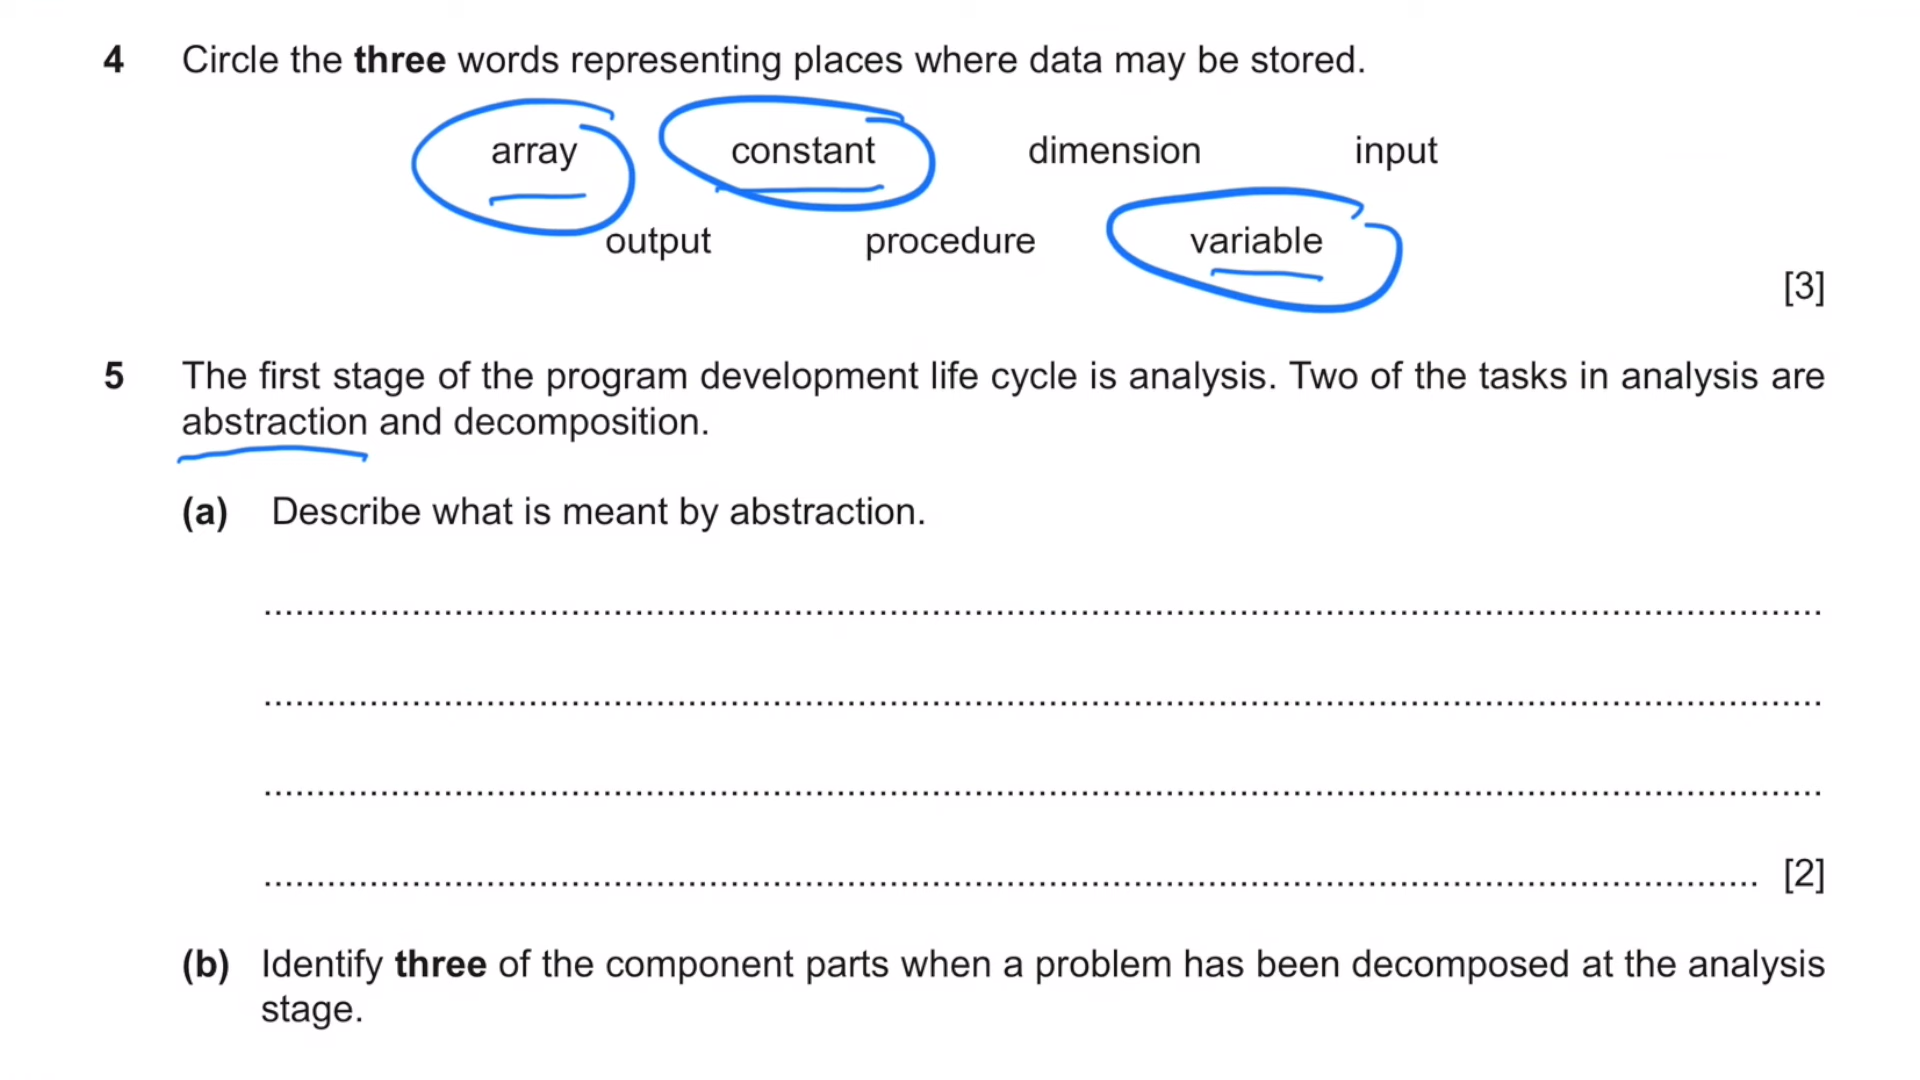 4 Circle the three words representing places where data may be stored.
array constant dimension input
output procedure variable
[3]
5 The first stage of the program development life cycle is analysis. Two of the tasks in analysis are
abstraction and decomposition.
(a) Describe what is meant by abstraction.
[2]
(b) Identify three of the component parts when a problem has been decomposed at the analysis
stage.